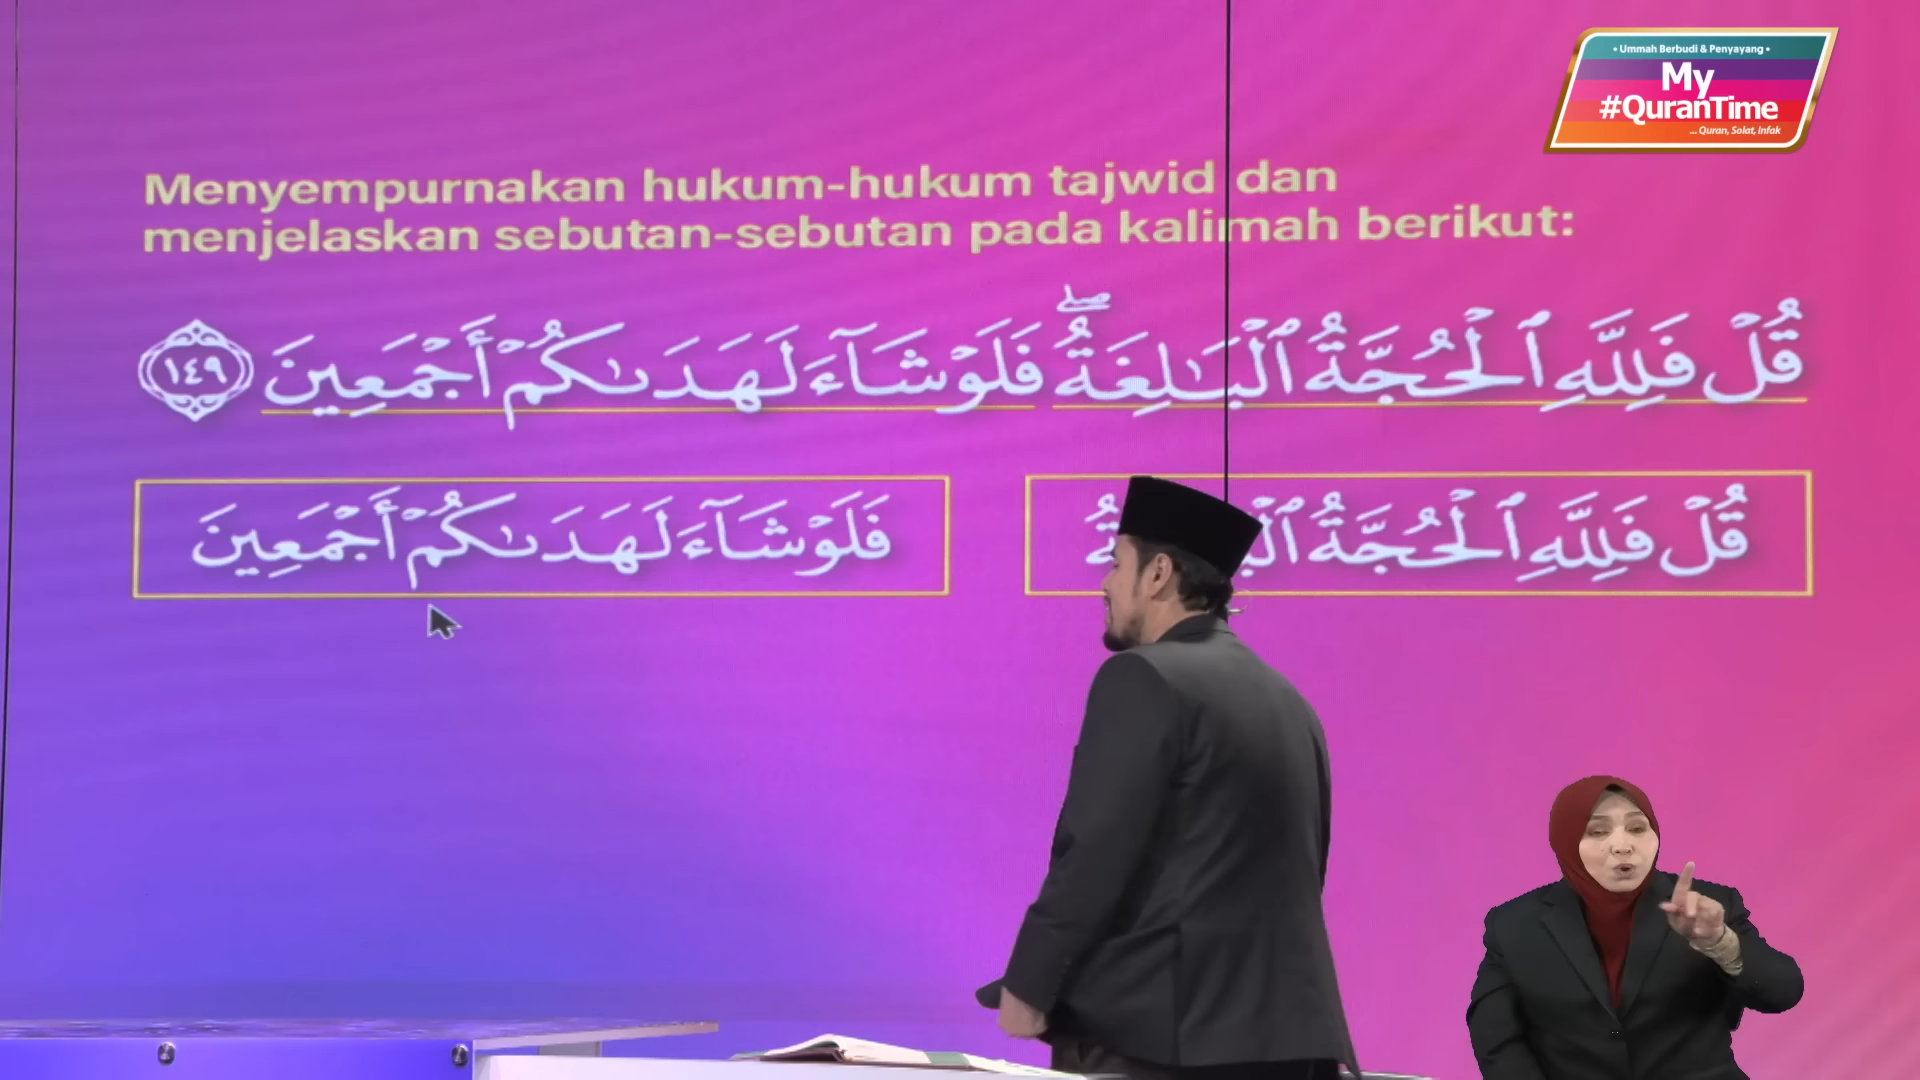 • Ummah Berbudi & Penyayang •
My
#QuranTime
... Quran, Solat, Infak
Menyempurnakan hukum-hukum tajwid dan
menjelaskan sebutan-sebutan pada kalimah berikut:
قُلۡ فَلِلَّهِ ٱلۡحُجَّةُ ٱلۡبَـٰلِغَةُۖ فَلَوۡ شَآءَ لَهَدَىٰكُمۡ أَجۡمَعِينَ ١٤٩
قُلۡ فَلِلَّهِ ٱلۡحُجَّةُ
فَلَوۡ شَآءَ لَهَدَىٰكُمۡ أَجۡمَعِينَ